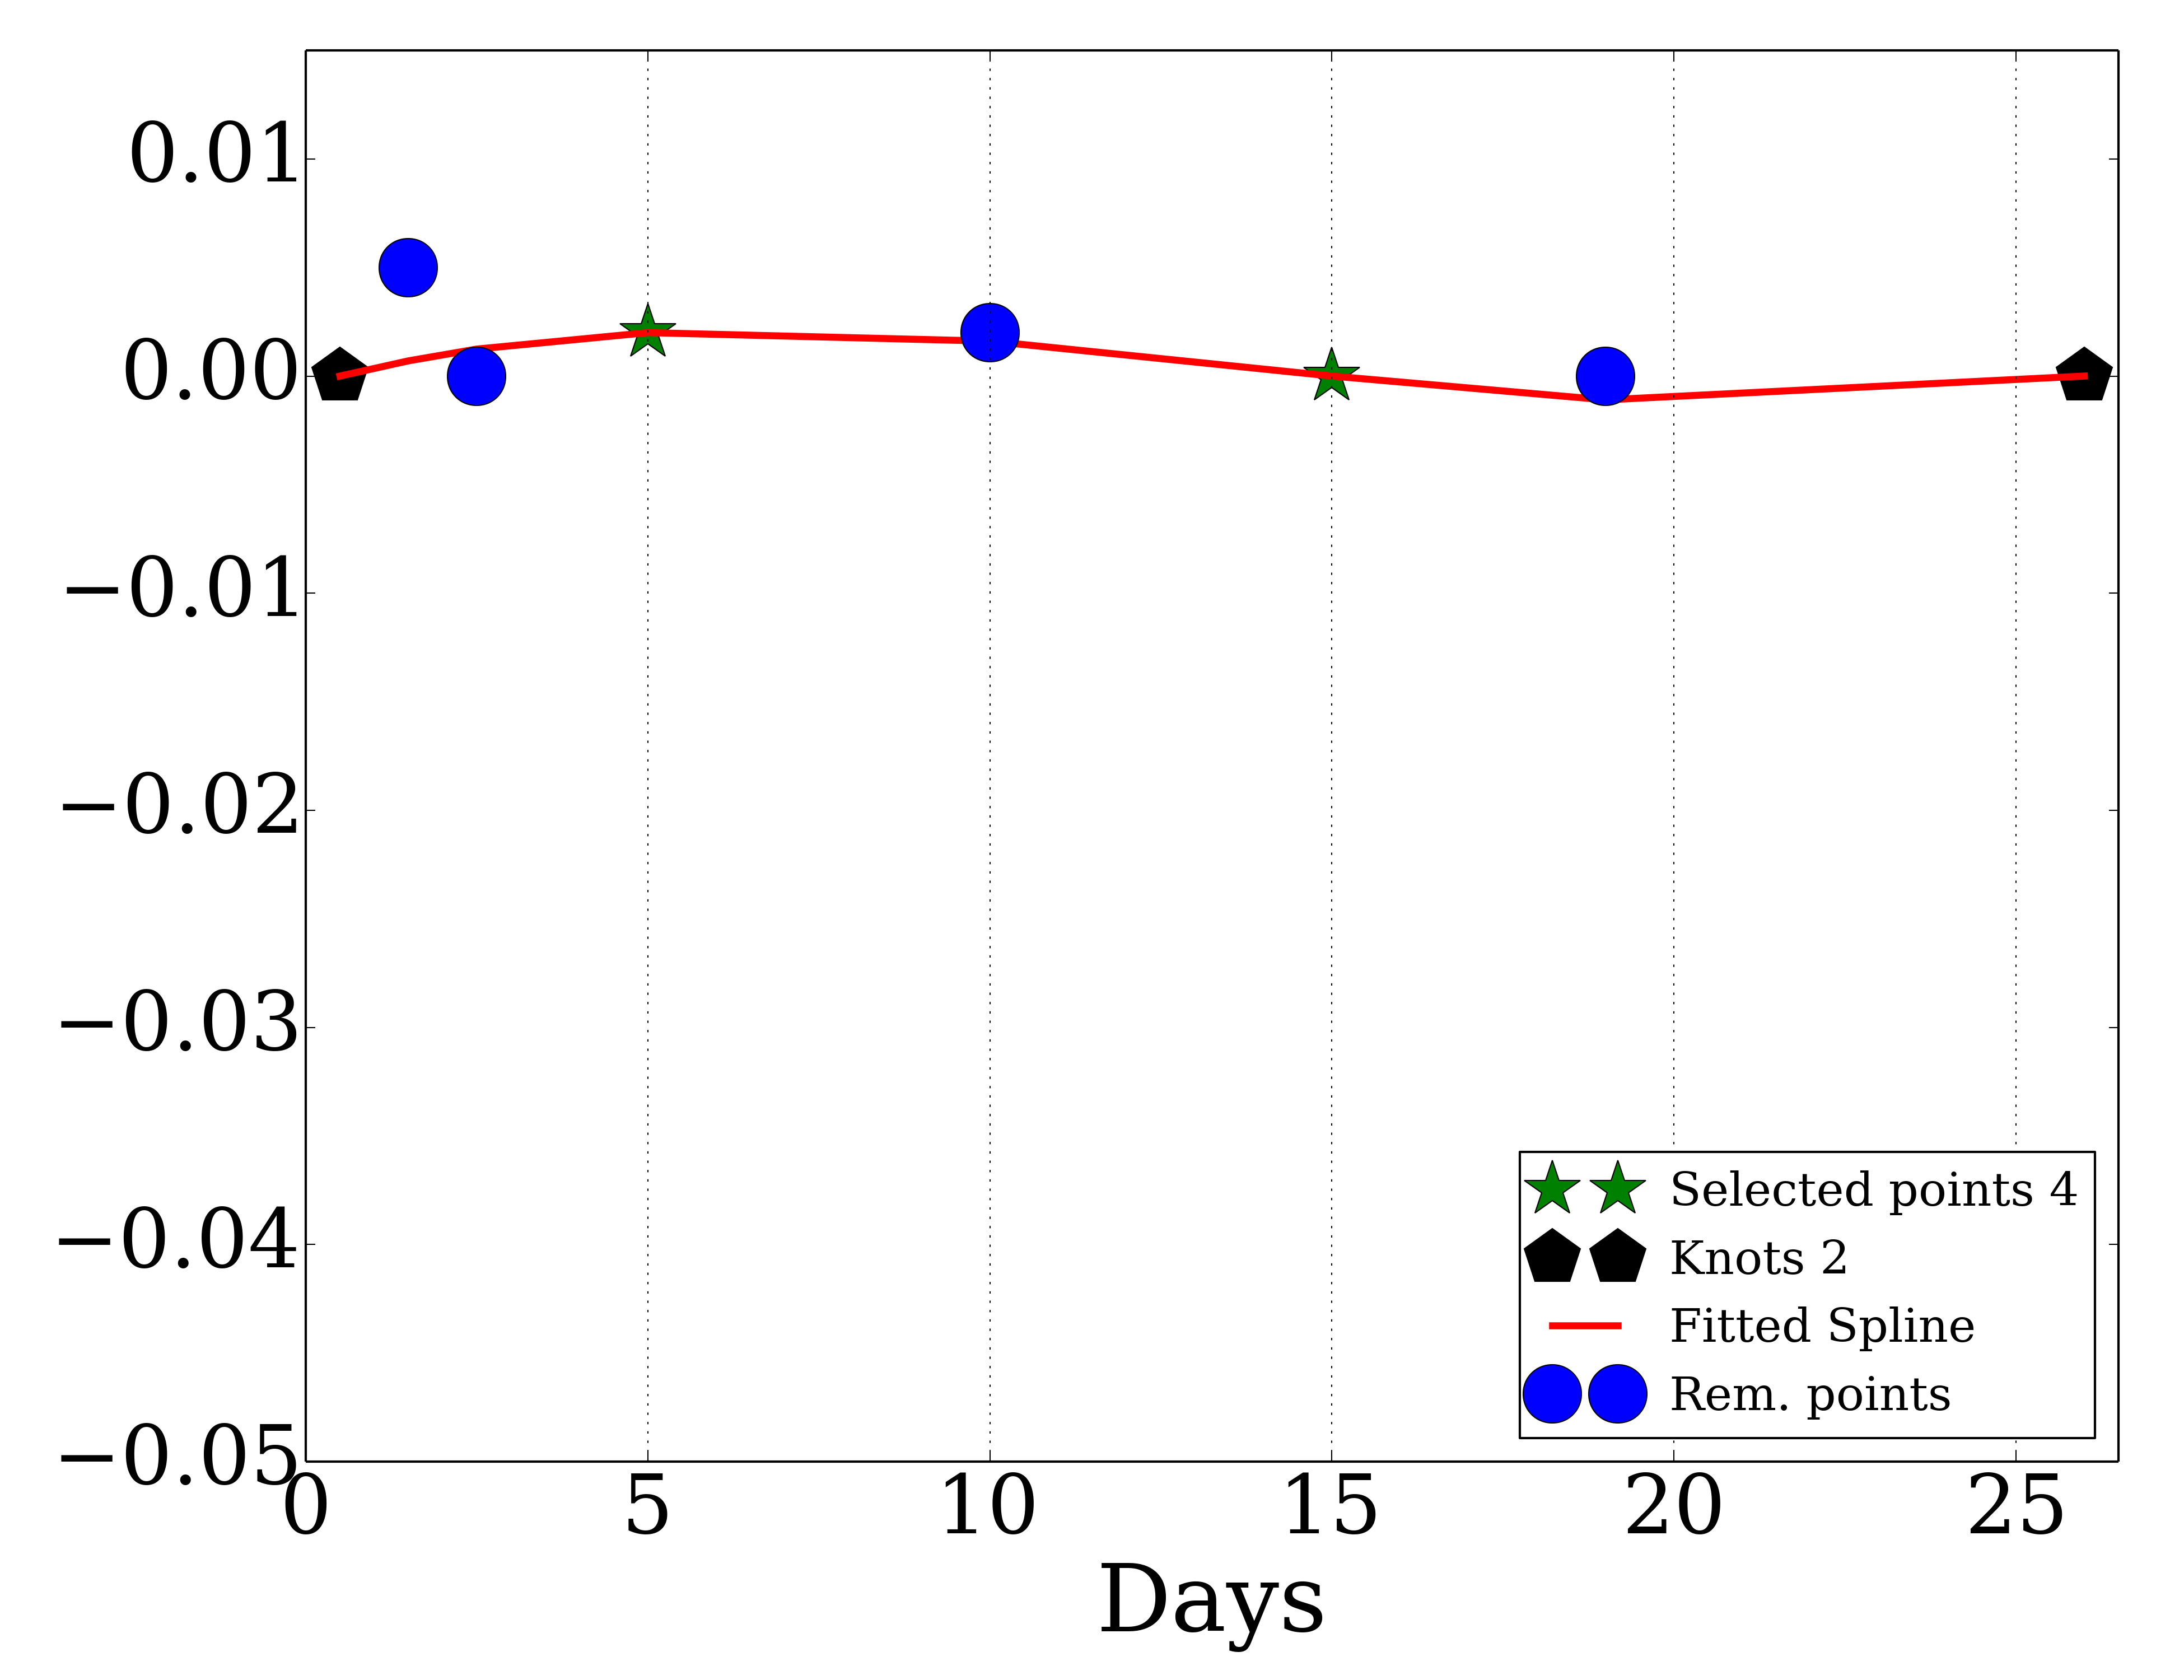 0.01
0.00
−0.01
−0.02
−0.03
−0.04
−0.05
0 5 10 15 20 25
Days
Selected points 4
Knots 2
Fitted Spline
Rem. points